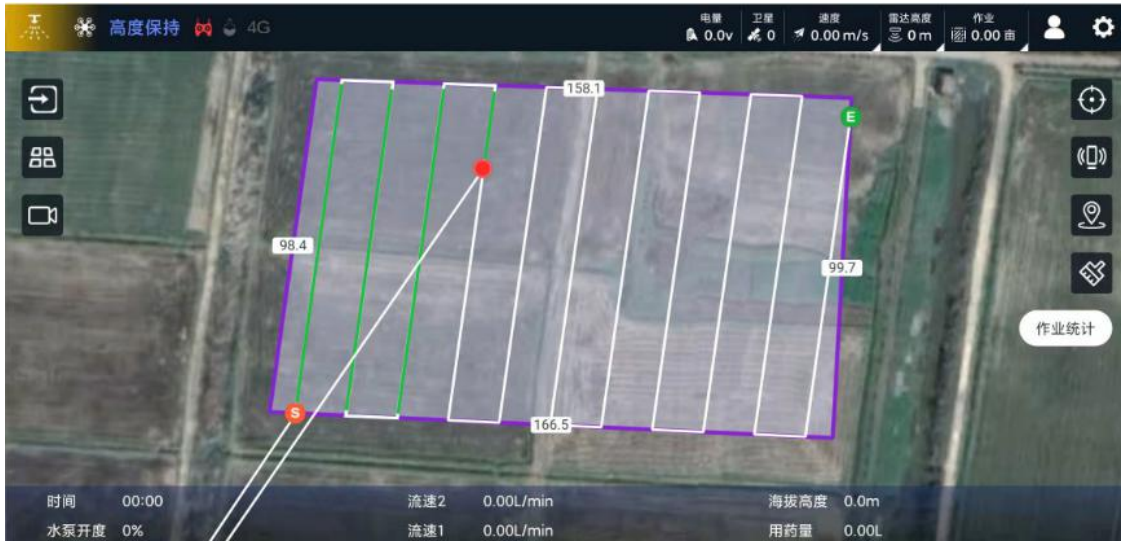 高度保持 4G
电量 0.0v
卫星 0
速度 0.00 m/s
雷达高度 0 m
作业 0.00 亩
158.1
E
98.4
99.7
作业统计
S
166.5
时间 00:00 流速2 0.00L/min 海拔高度 0.0m
水泵开度 0% 流速1 0.00L/min 用药量 0.00L